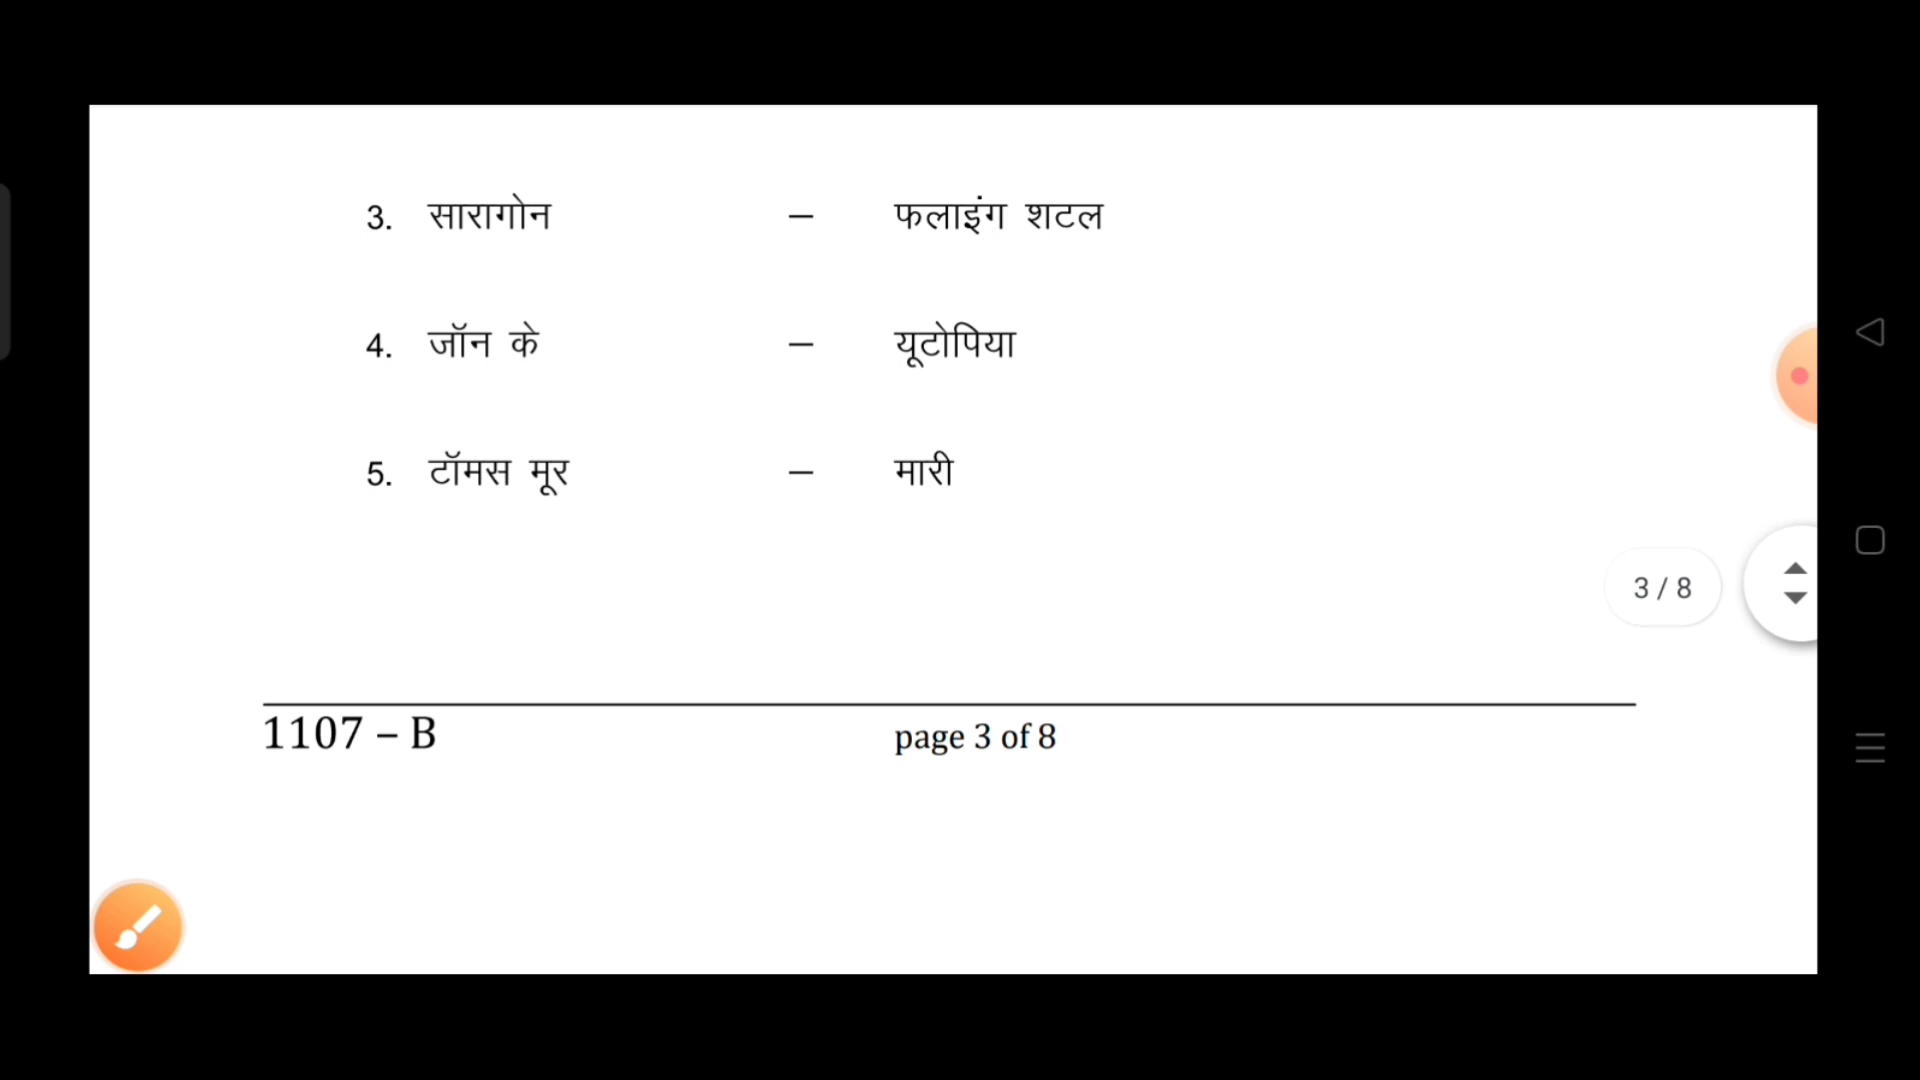 3. सारागोन – फलाइंग शटल
4. जॉन के – यूटोपिया
5. टॉमस मूर – मारी
3 / 8
1107 – B page 3 of 8